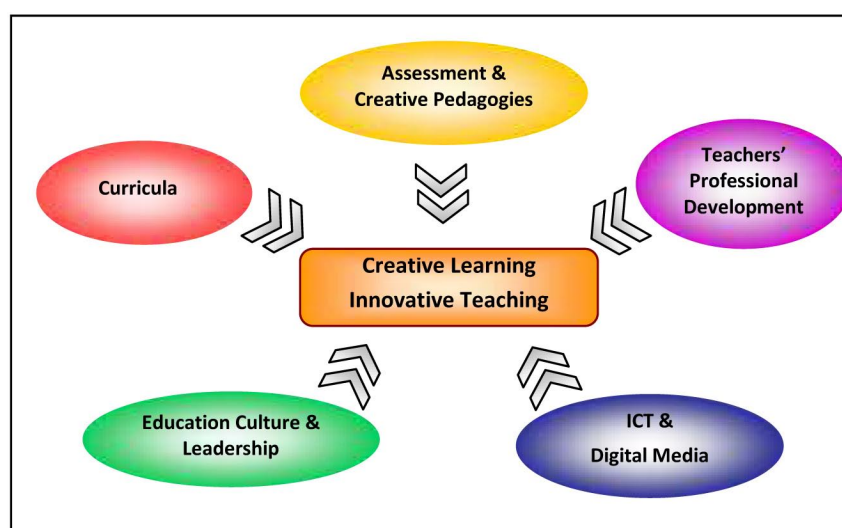 Assessment &
Creative Pedagogies
Curricula
Teachers’
Professional
Development
Creative Learning
Innovative Teaching
Education Culture &
Leadership
ICT &
Digital Media